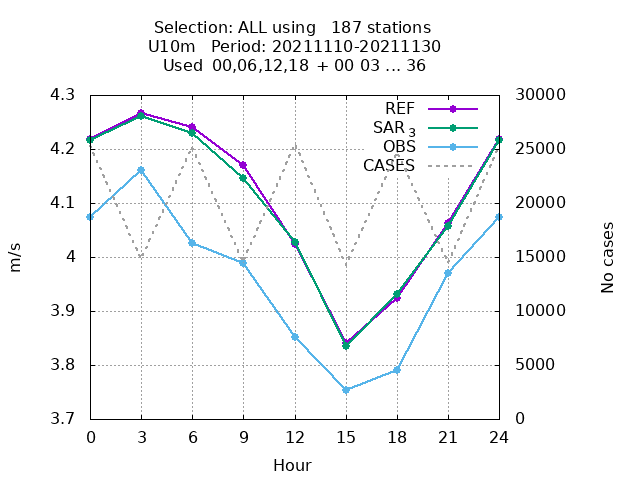 Selection: ALL using   187 stations
U10m   Period: 20211110-20211130
Used 00,06,12,18 + 00 03 ... 36
4.3
4.2
4.1
4
3.9
3.8
3.7
30000
25000
20000
15000
10000
5000
0
REF
SAR3
OBS
CASES
m/s
No cases
0 3 6 9 12 15 18 21 24
Hour